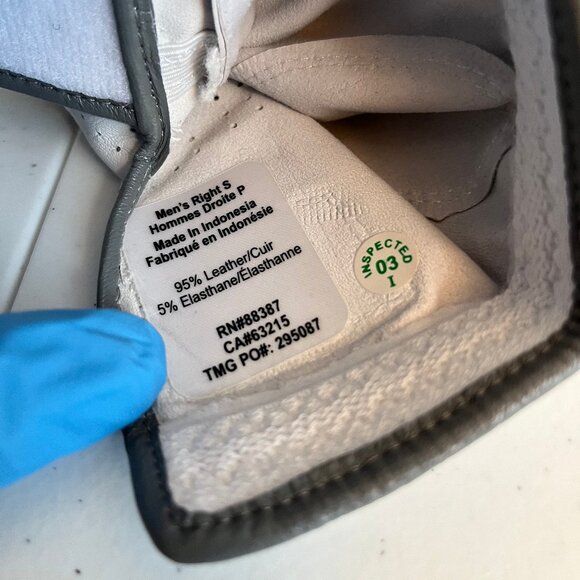 Men's Right S
Hommes Droite P
Made In Indonesia
Fabriqué en Indonésie
95% Leather/Cuir
5% Elasthane/Élasthanne
RN#88387
CA#63215
TMG PO#: 295087
INSPECTED
03
I